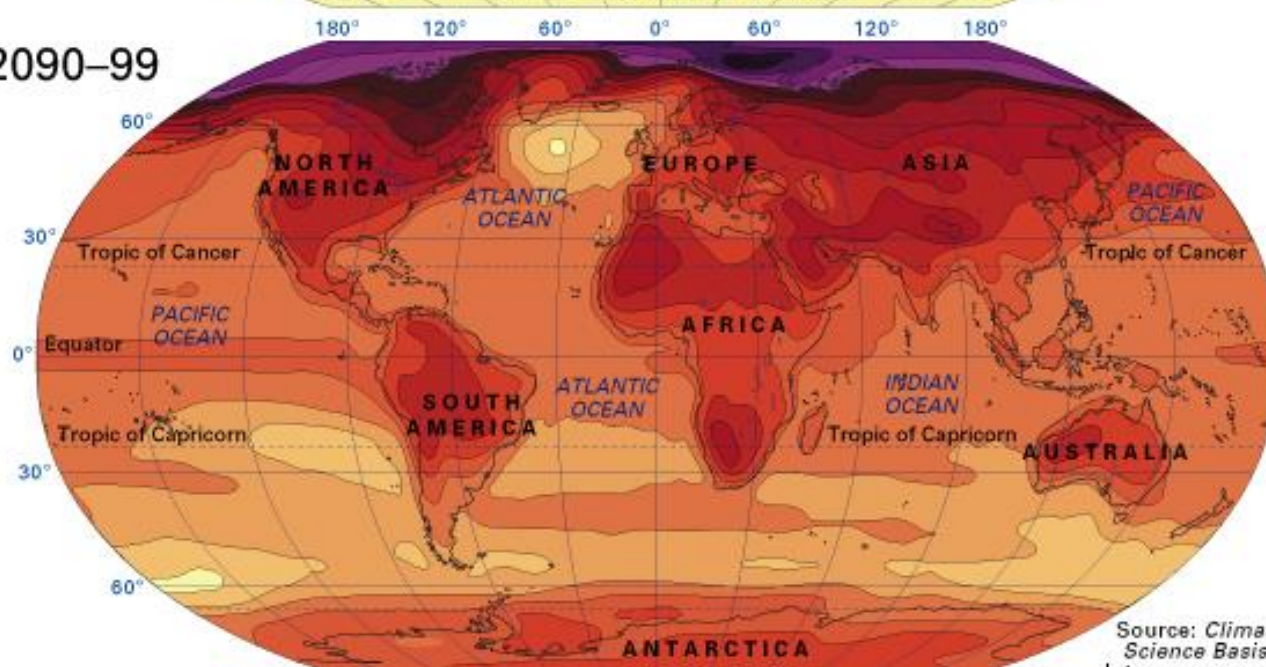 180° 120° 60° 0° 60° 120° 180°
2090–99
60°
NORTH
AMERICA
EUROPE
ASIA
ATLANTIC
OCEAN
PACIFIC
OCEAN
30°
Tropic of Cancer
Tropic of Cancer
PACIFIC
OCEAN
AFRICA
Equator
0°
SOUTH
AMERICA
ATLANTIC
OCEAN
INDIAN
OCEAN
Tropic of Capricorn
Tropic of Capricorn
AUSTRALIA
30°
60°
ANTARCTICA
Source: Clima
Science Basis